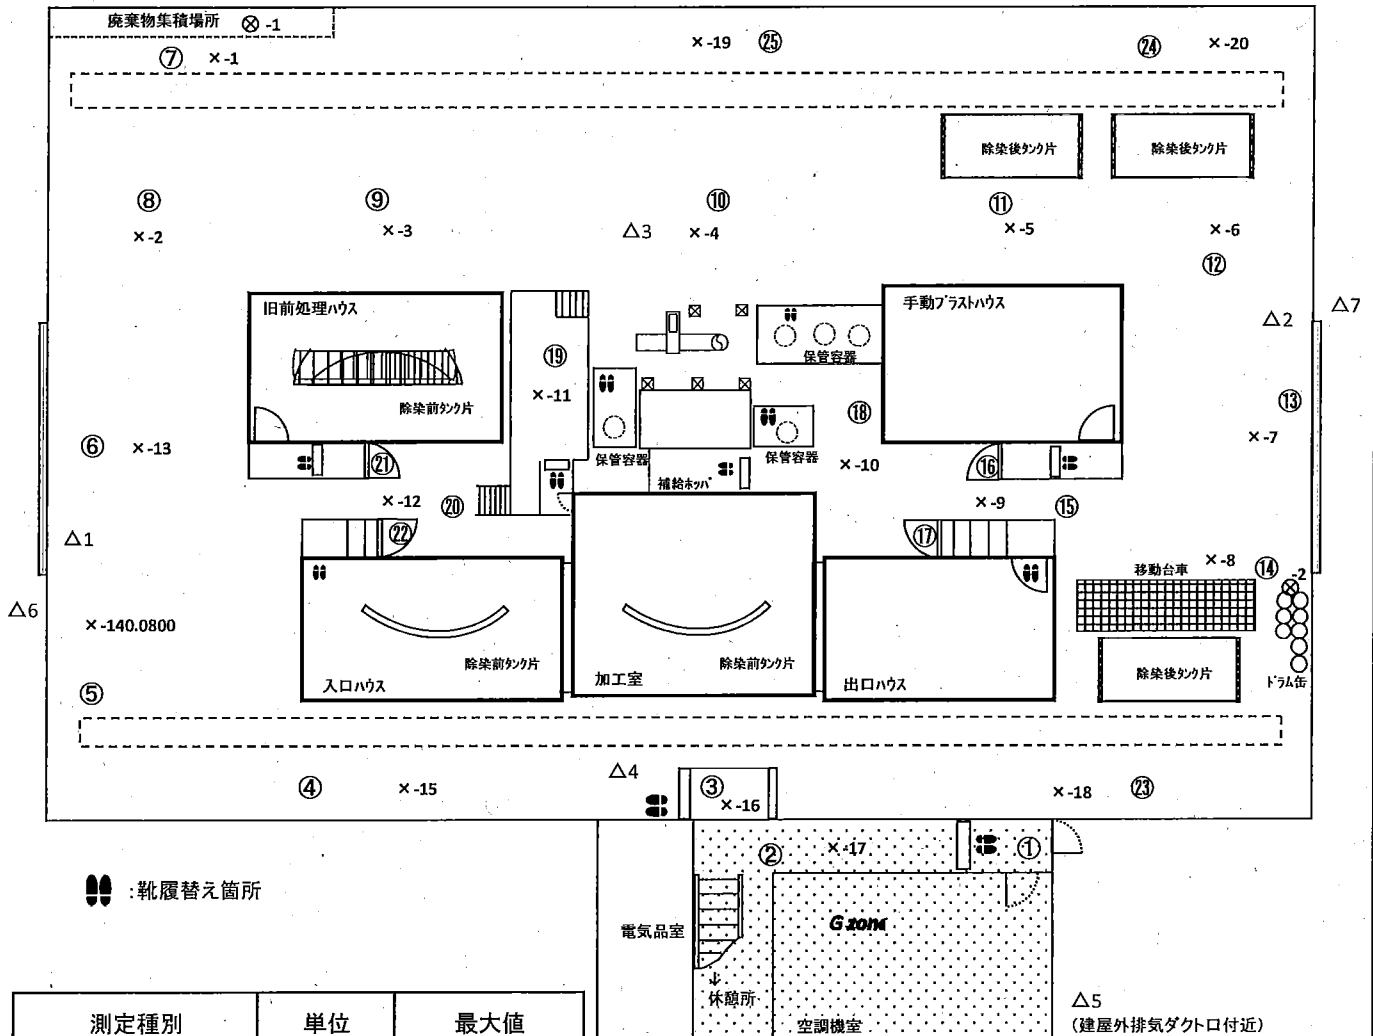 廃棄物集積場所 ⊗ -1
⑦ × -1
× -19 ㉕
㉔ × -20
除染後タンク片
除染後タンク片
⑧
× -2
⑨
× -3
⑩
△3 × -4
⑪
× -5
× -6
⑫
旧前処理ハウス
除染前タンク片
⑲
× -11
保管容器
手動ブラストハウス
△2
△7
⑬
× -7
⑱
保管容器
保管容器
× -10
補給ホッパ
⑥ × -13
㉑
⑯
× -12 ⑳
× -9 ⑮
△1
㉒
⑰
移動台車 × -8 ⑭ -2
△6
× -140.0800
除染前タンク片
入口ハウス
除染前タンク片
加工室
出口ハウス
除染後タンク片
ドラム缶
⑤
④ × -15
△4
③
× -16
× -18 ㉓
② × -17 ①
:靴履替え箇所
電気品室
G zone
↓
休憩所
空調機室
△5
(建屋外排気ダクト口付近)
測定種別 単位 最大値